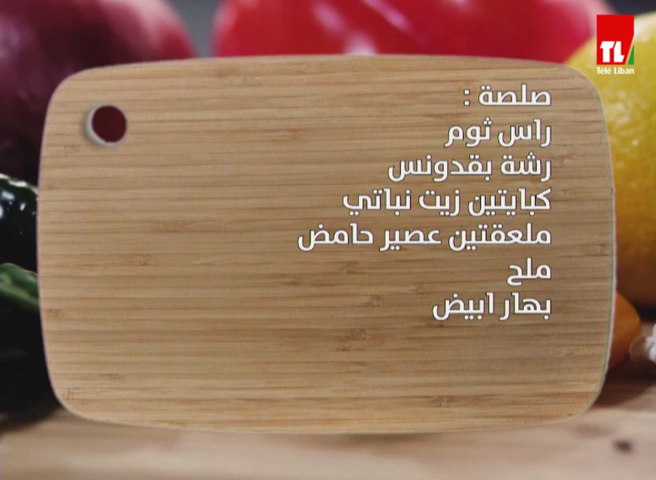 TL
Télé Liban
صلصة :
راس ثوم
رشة بقدونس
كبايتين زيت نباتي
ملعقتين عصير حامض
ملح
بهار ابيض